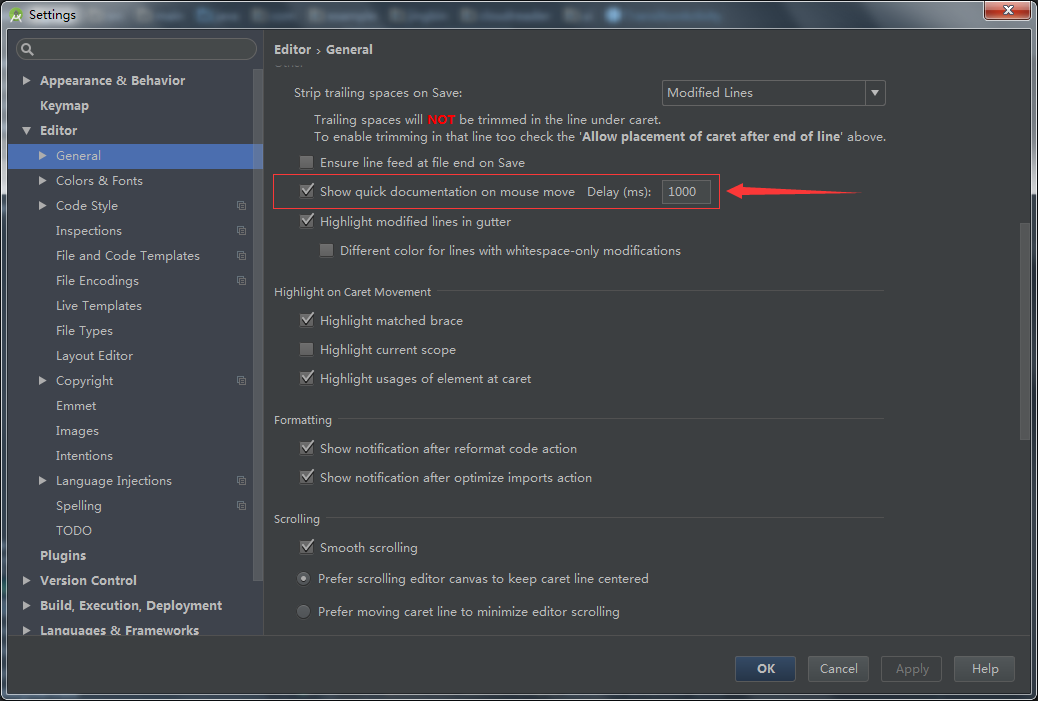 Settings
Editor › General
Appearance & Behavior
Keymap
Editor
General
Colors & Fonts
Code Style
Inspections
File and Code Templates
File Encodings
Live Templates
File Types
Layout Editor
Copyright
Emmet
Images
Intentions
Language Injections
Spelling
TODO
Plugins
Version Control
Build, Execution, Deployment
Languages & Frameworks
Strip trailing spaces on Save: Modified Lines
Trailing spaces will NOT be trimmed in the line under caret.
To enable trimming in that line too check the 'Allow placement of caret after end of line' above.
Ensure line feed at file end on Save
Show quick documentation on mouse move Delay (ms): 1000
Highlight modified lines in gutter
Different color for lines with whitespace-only modifications
Highlight on Caret Movement
Highlight matched brace
Highlight current scope
Highlight usages of element at caret
Formatting
Show notification after reformat code action
Show notification after optimize imports action
Scrolling
Smooth scrolling
Prefer scrolling editor canvas to keep caret line centered
Prefer moving caret line to minimize editor scrolling
OK Cancel Apply Help